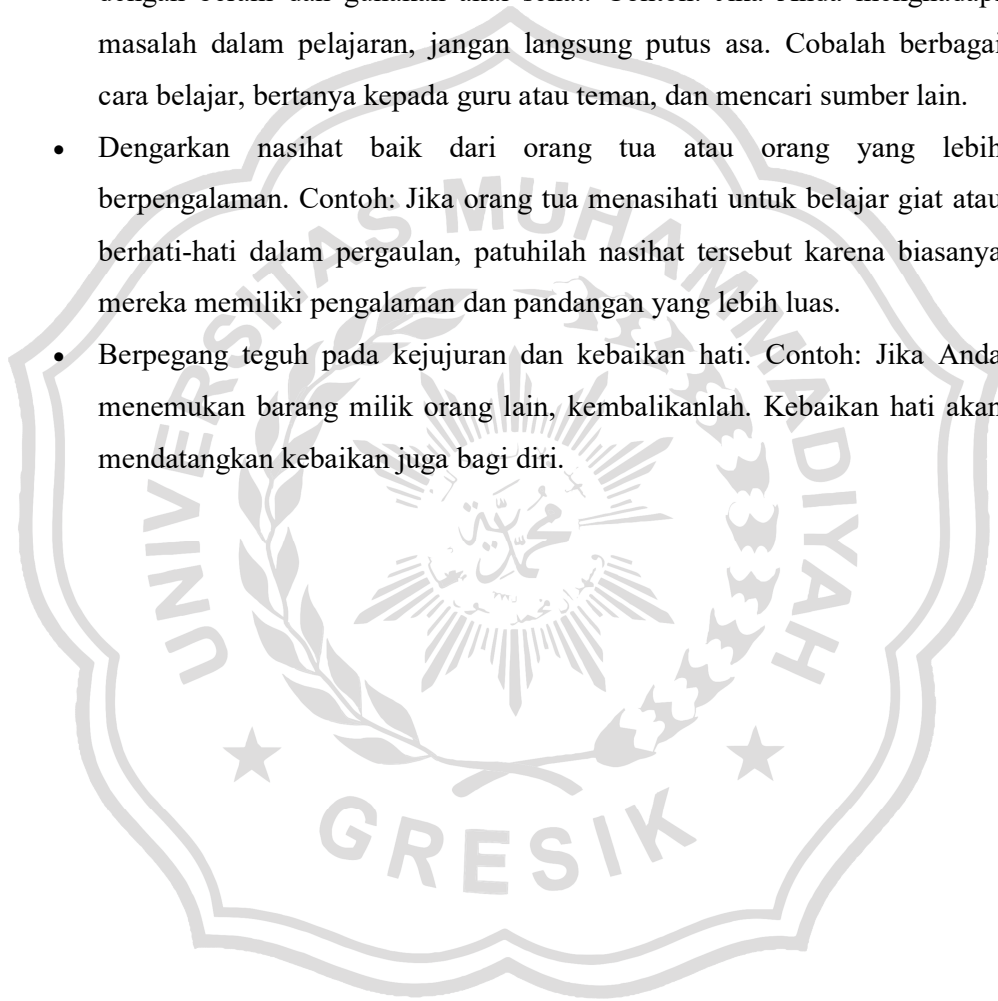 masalah dalam pelajaran, jangan langsung putus asa. Cobalah berbagai
cara belajar, bertanya kepada guru atau teman, dan mencari sumber lain.
• Dengarkan nasihat baik dari orang tua atau orang yang lebih
berpengalaman. Contoh: Jika orang tua menasihati untuk belajar giat atau
berhati-hati dalam pergaulan, patuhilah nasihat tersebut karena biasanya
mereka memiliki pengalaman dan pandangan yang lebih luas.
• Berpegang teguh pada kejujuran dan kebaikan hati. Contoh: Jika Anda
menemukan barang milik orang lain, kembalikanlah. Kebaikan hati akan
mendatangkan kebaikan juga bagi diri.
UNIVERSITAS MUHAMMADIYAH
محمدية
GRESIK